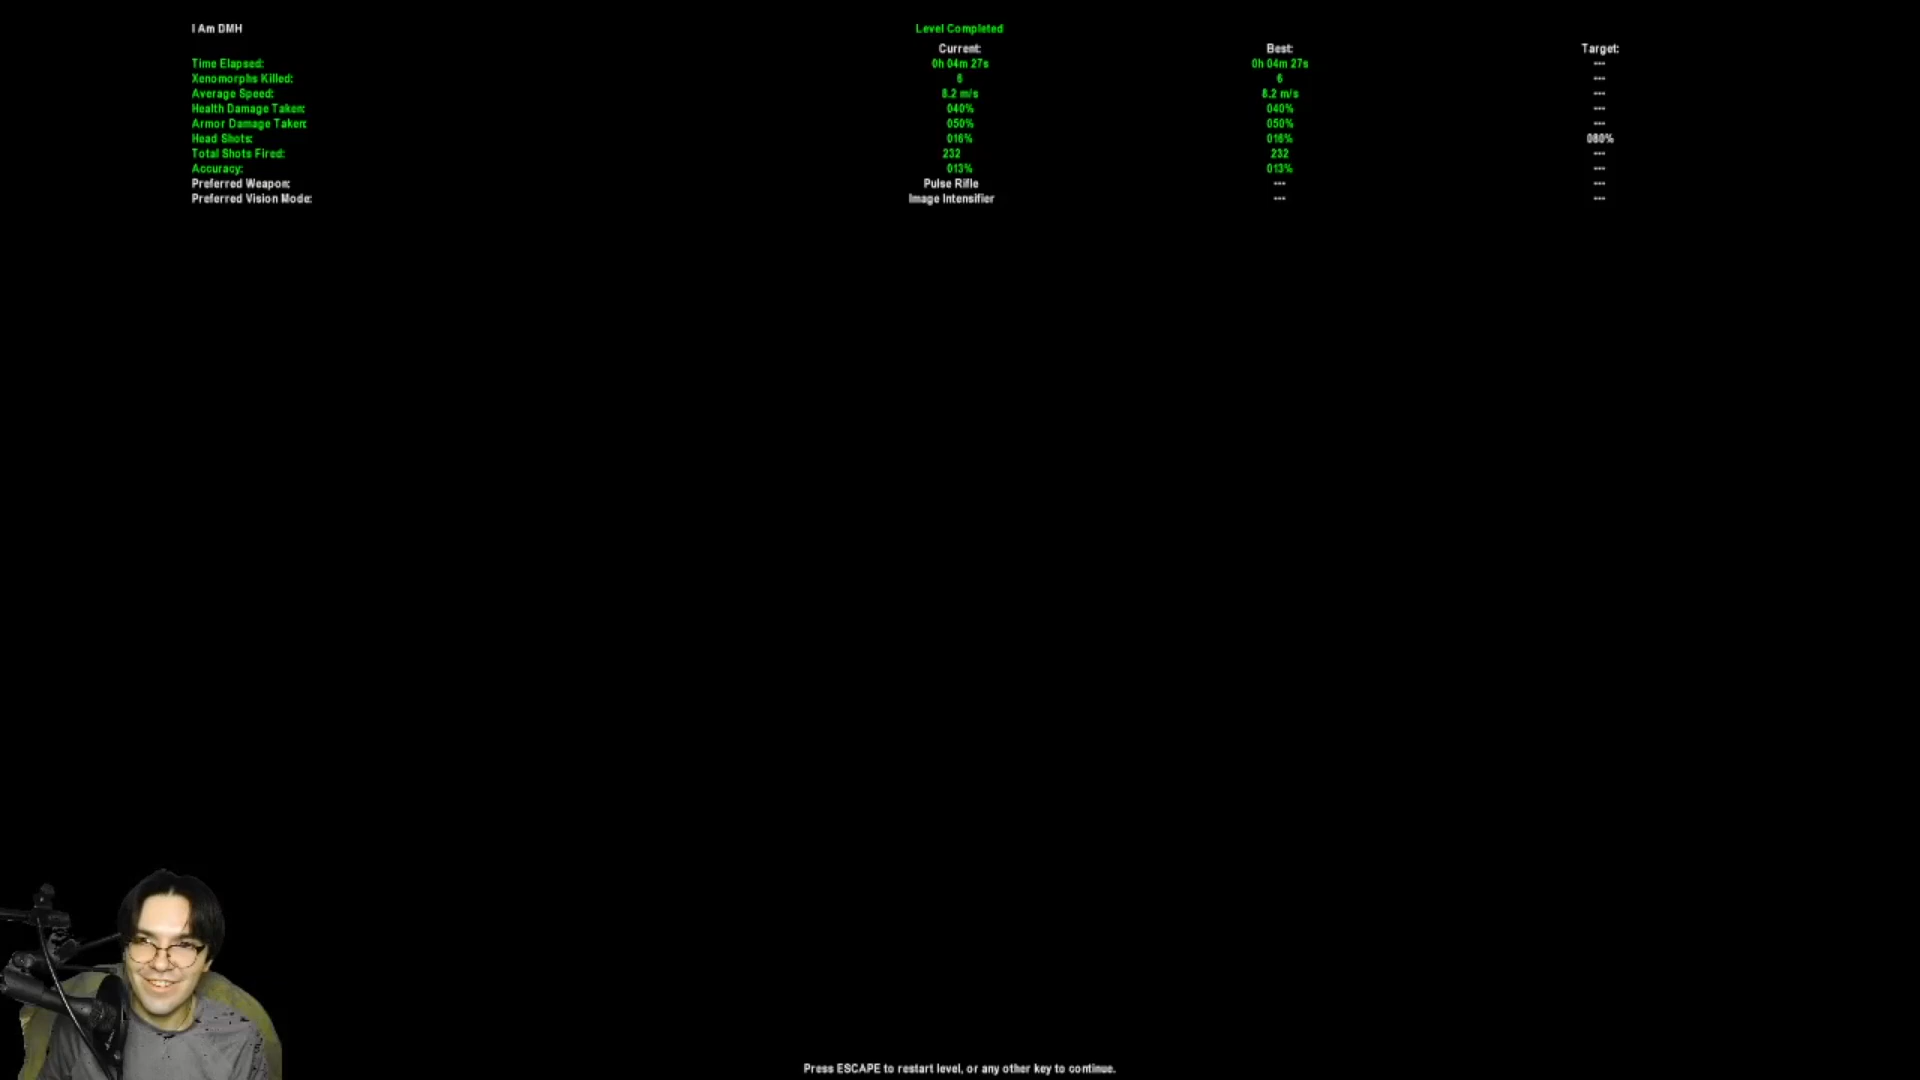 I Am DMH Level Completed
Current: Best: Target:
Time Elapsed: 0h 04m 27s 0h 04m 27s ---
Xenomorphs Killed: 6 6 ---
Average Speed: 8.2 m/s 8.2 m/s ---
Health Damage Taken: 040% 040% ---
Armor Damage Taken: 050% 050% ---
Head Shots: 016% 016% 080%
Total Shots Fired: 232 232 ---
Accuracy: 013% 013% ---
Preferred Weapon: Pulse Rifle --- ---
Preferred Vision Mode: Image Intensifier --- ---
Press ESCAPE to restart level, or any other key to continue.